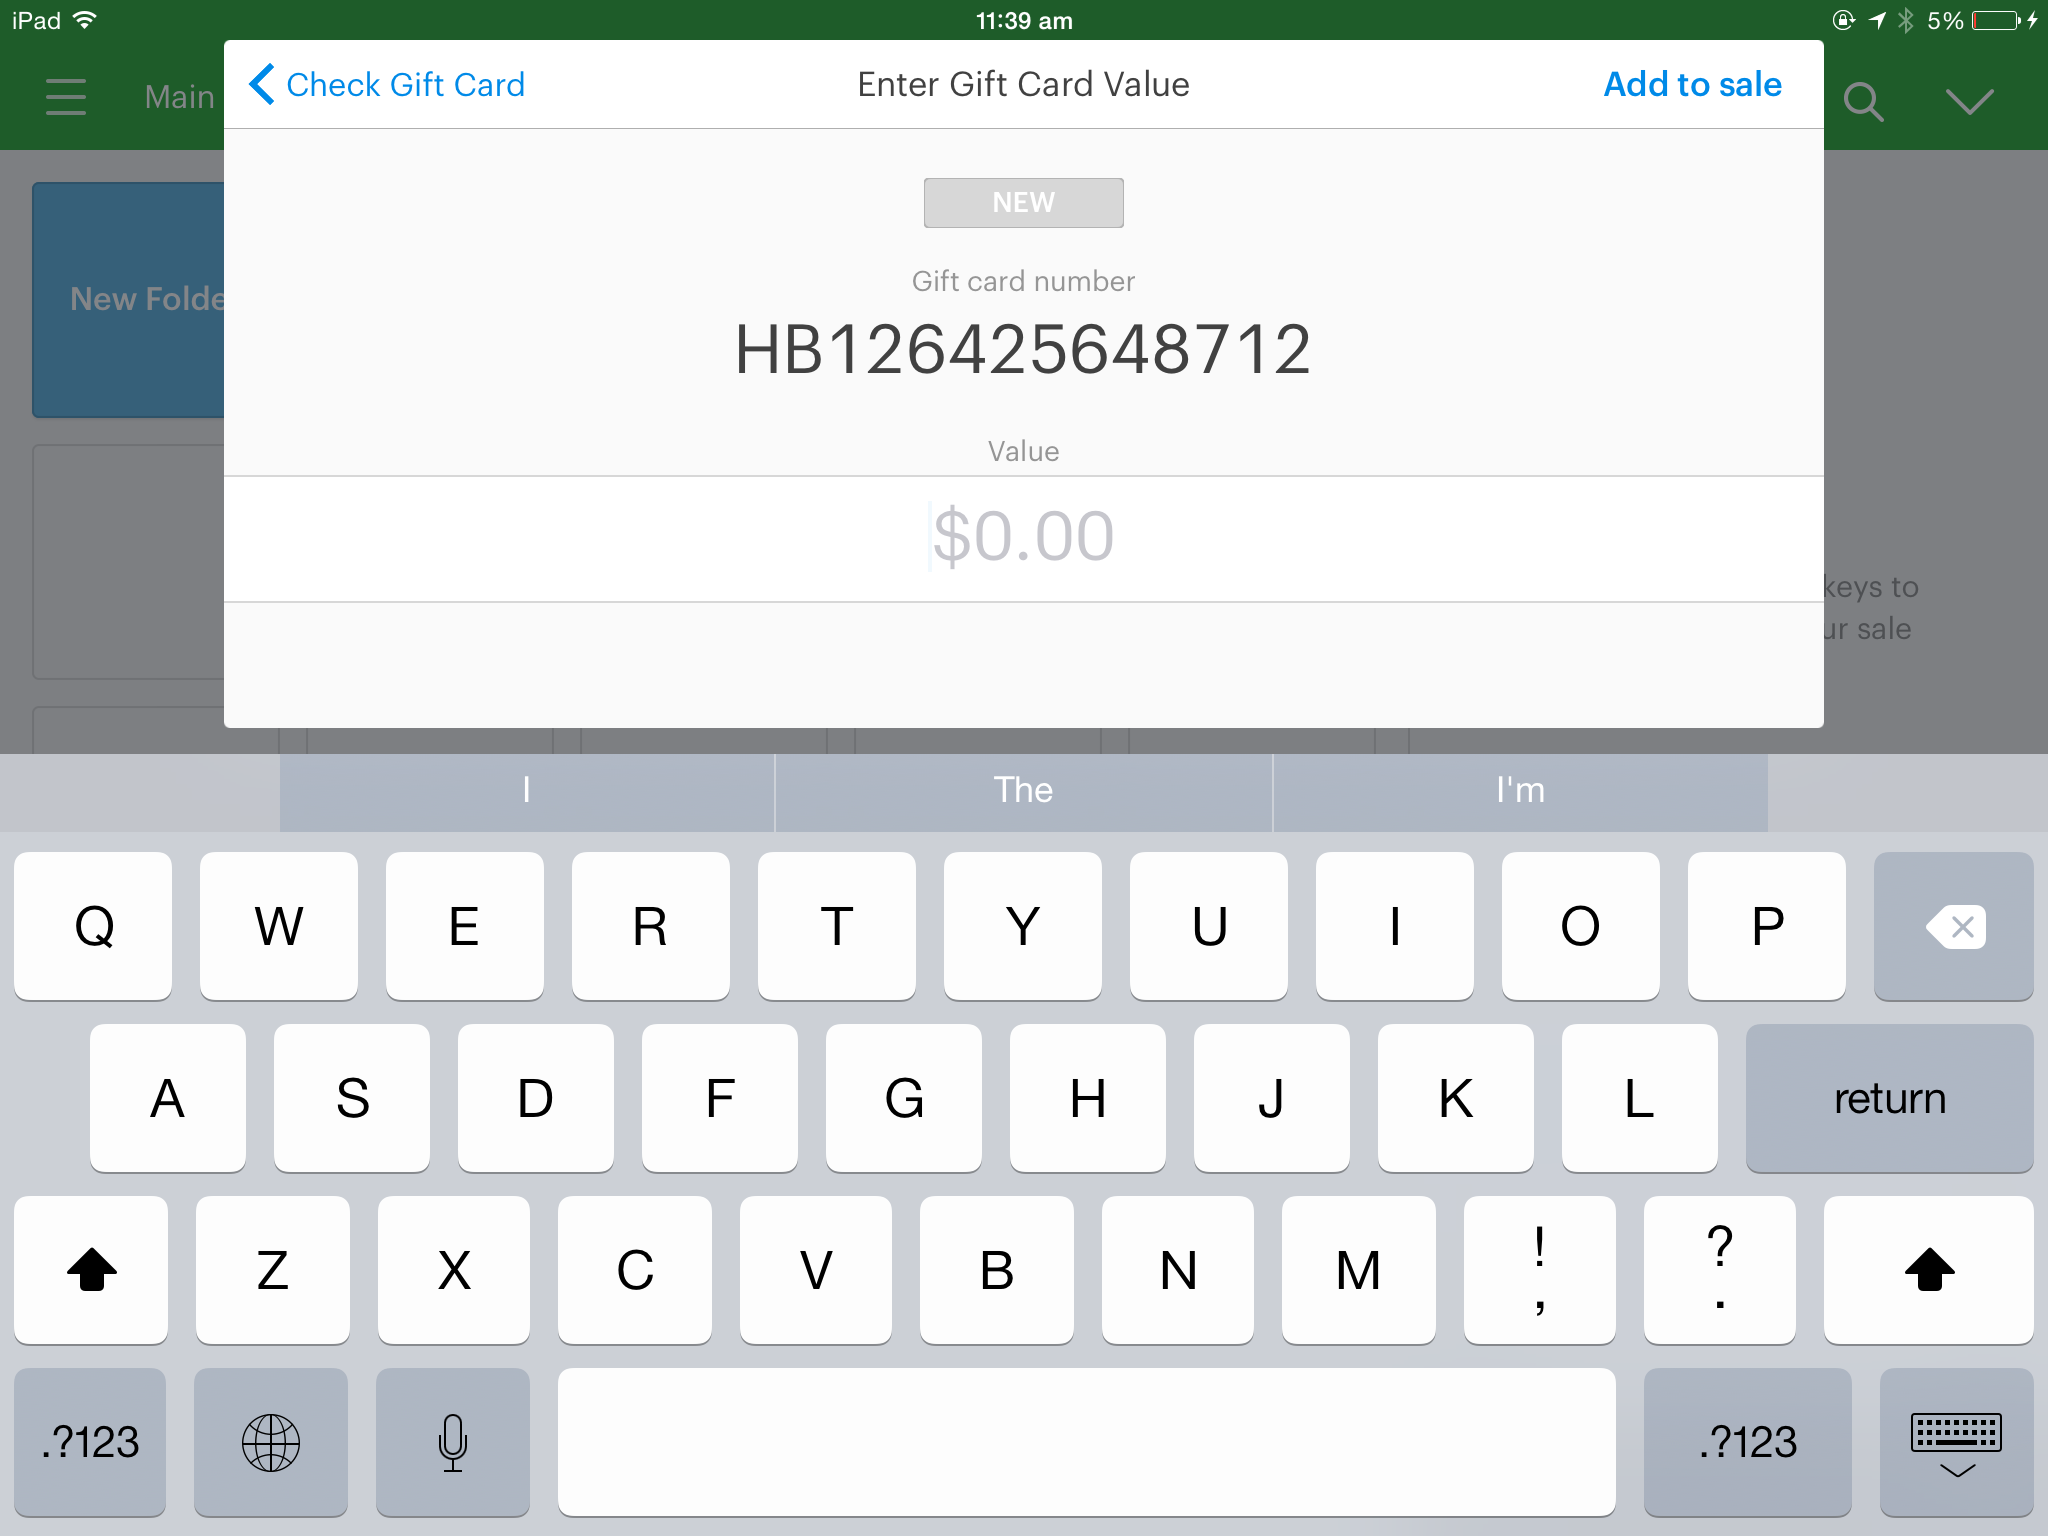 iPad 11:39 am 5%
Main
Check Gift Card Enter Gift Card Value Add to sale
NEW
Gift card number
HB126425648712
Value
$0.00
New Folde
keys to
ur sale
I The I'm
Q W E R T Y U I O P
A S D F G H J K L return
Z X C V B N M ! , ? .
.?123 .?123